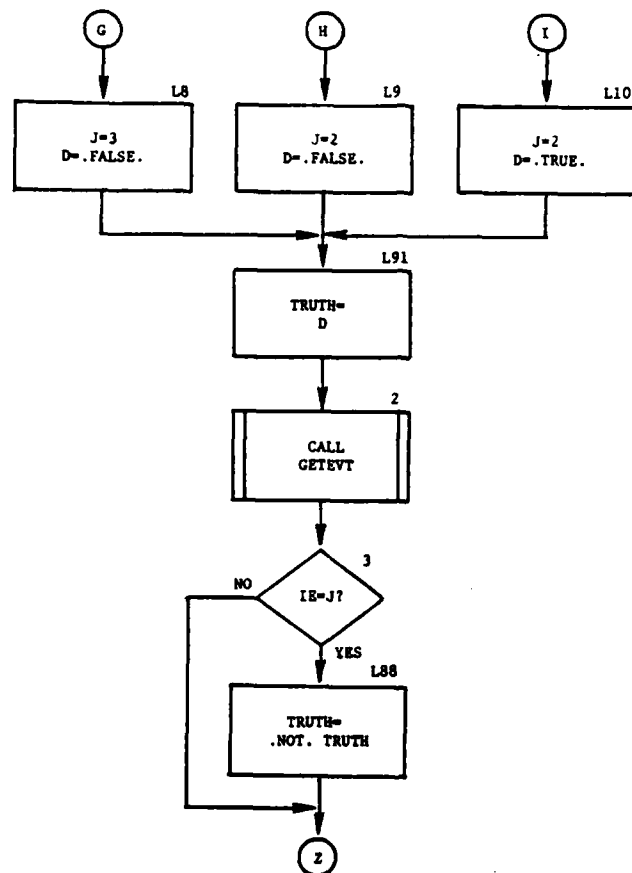 G
H
I
L8
L9
L10
J=3
D=.FALSE.
J=2
D=.FALSE.
J=2
D=.TRUE.
L91
TRUTH=
D
2
CALL
GETEVT
3
NO
IE=J?
YES
L88
TRUTH=
.NOT. TRUTH
Z